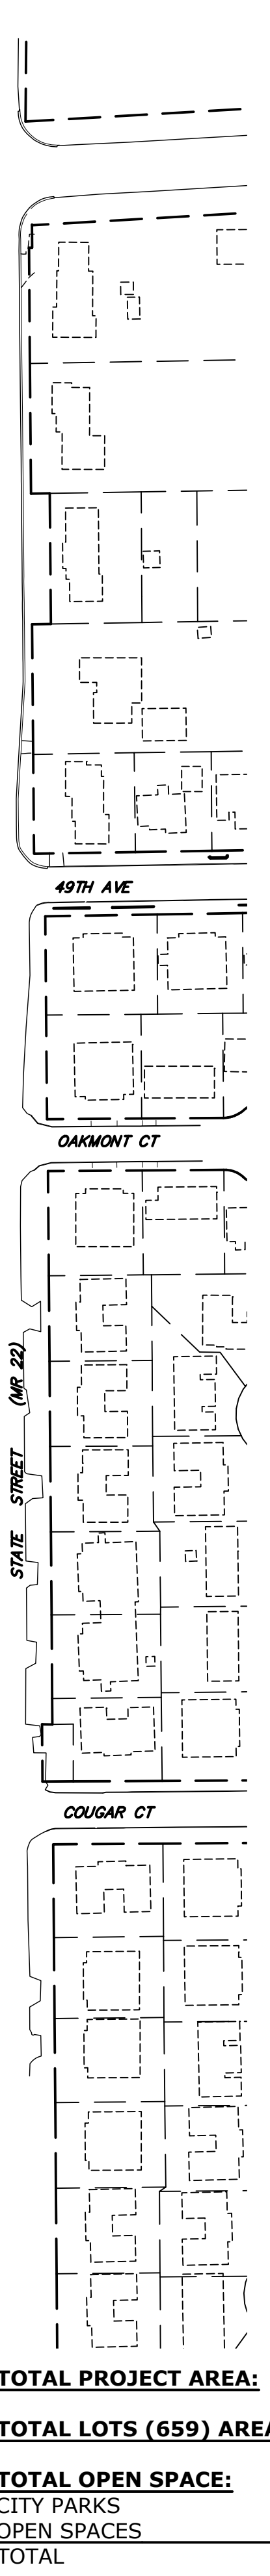 49TH AVE
OAKMONT CT
STATE STREET (MR 22)
COUGAR CT
TOTAL PROJECT AREA:
TOTAL LOTS (659) AREA
TOTAL OPEN SPACE:
CITY PARKS
OPEN SPACES
TOTAL